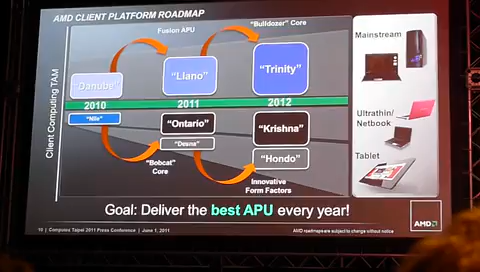 AMD CLIENT PLATFORM ROADMAP
Fusion APU
"Bulldozer" Core
Mainstream
"Danube"
"Llano"
"Trinity"
Client Computing TAM
2010
2011
2012
"Nile"
"Ontario"
"Krishna"
Ultrathin/
Netbook
"Desna"
"Hondo"
Tablet
"Bobcat"
Core
Innovative
Form Factors
Goal: Deliver the best APU every year!
AMD
10 | Computex Taipei 2011 Press Conference | June 1, 2011
AMD roadmaps are subject to change without notice